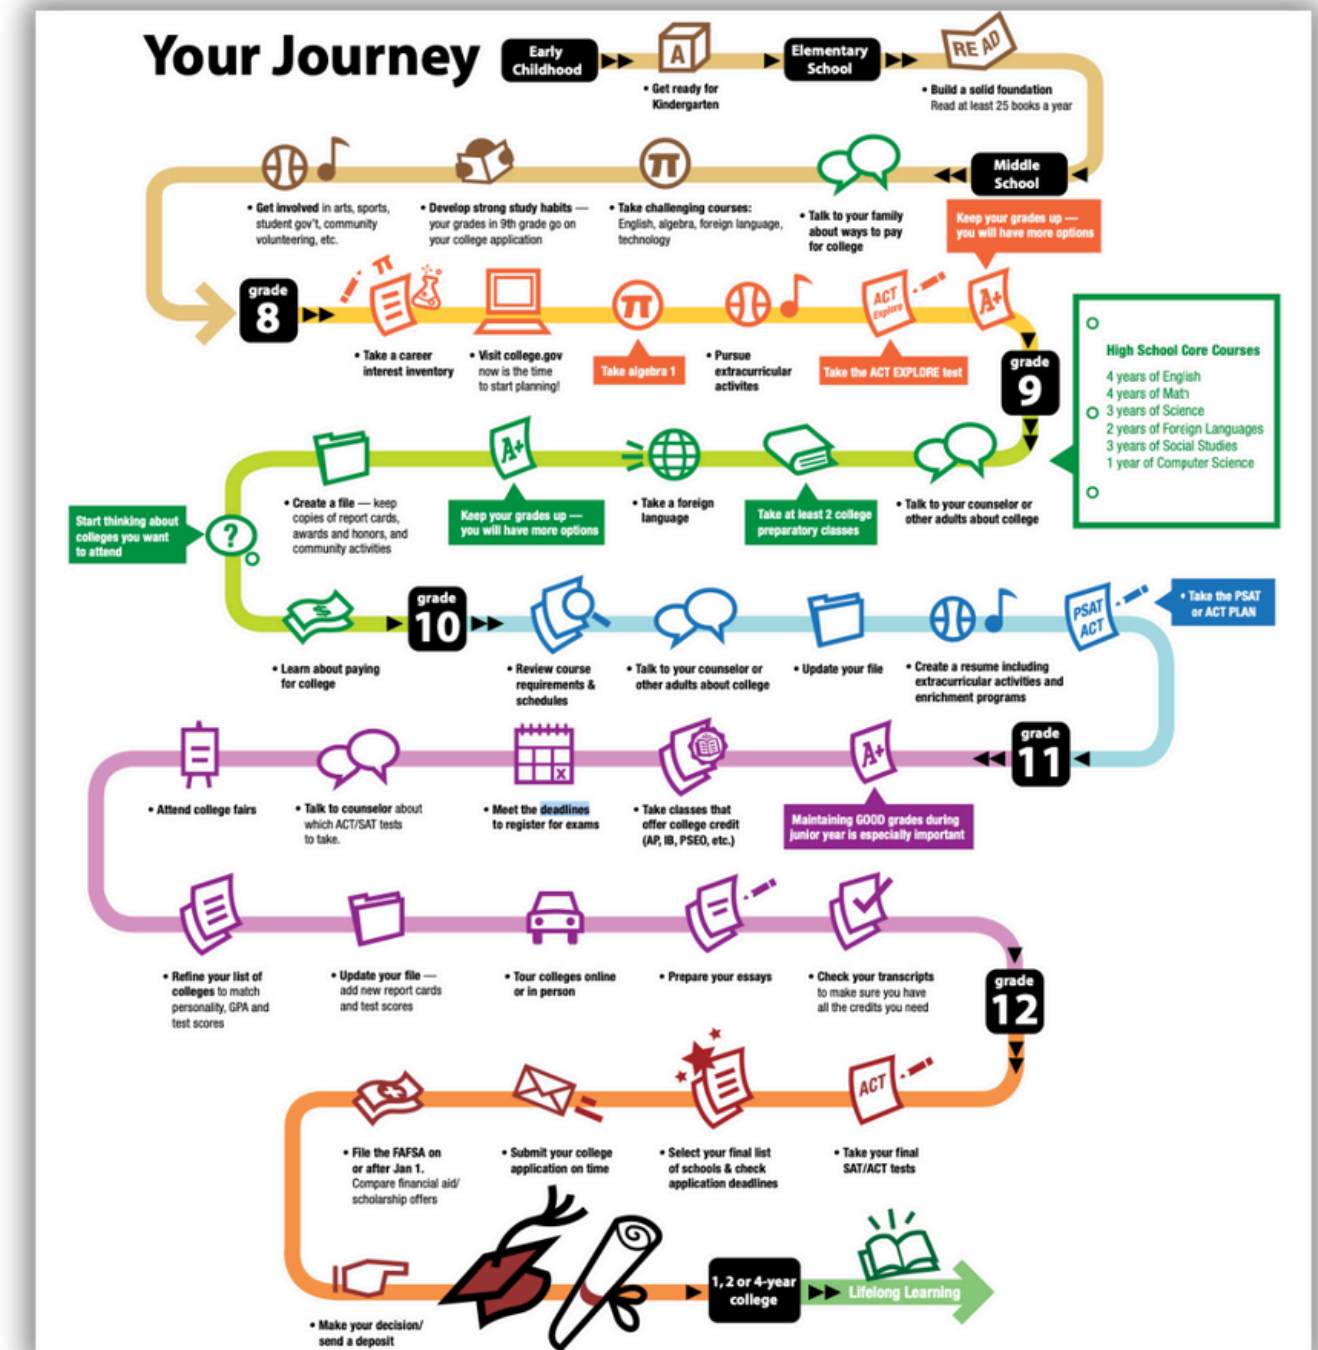 Your Journey
Early
Childhood
A
• Get ready for
Kindergarten
Elementary
School
READ
• Build a solid foundation
Read at least 25 books a year
Middle
School
Keep your grades up —
you will have more options
• Talk to your family
about ways to pay
for college
π
• Take challenging courses:
English, algebra, foreign language,
technology
• Develop strong study habits —
your grades in 9th grade go on
your college application
• Get involved in arts, sports,
student gov't, community
volunteering, etc.
grade
8
π
• Take a career
interest inventory
• Visit college.gov
now is the time
to start planning!
π
Take algebra 1
• Pursue
extracurricular
activites
ACT
Explore
Take the ACT EXPLORE test
A+
grade
9
High School Core Courses
4 years of English
4 years of Math
3 years of Science
2 years of Foreign Languages
3 years of Social Studies
1 year of Computer Science
• Talk to your counselor or
other adults about college
Take at least 2 college
preparatory classes
• Take a foreign
language
A+
Keep your grades up —
you will have more options
• Create a file — keep
copies of report cards,
awards and honors, and
community activities
Start thinking about
colleges you want
to attend
?
$
• Learn about paying
for college
grade
10
• Review course
requirements &
schedules
• Talk to your counselor or
other adults about college
• Update your file
• Create a resume including
extracurricular activities and
enrichment programs
PSAT
ACT
• Take the PSAT
or ACT PLAN
grade
11
A+
Maintaining GOOD grades during
junior year is especially important
• Take classes that
offer college credit
(AP, IB, PSEO, etc.)
x
• Meet the deadlines
to register for exams
• Talk to counselor about
which ACT/SAT tests
to take.
• Attend college fairs
• Refine your list of
colleges to match
personality, GPA and
test scores
• Update your file —
add new report cards
and test scores
• Tour colleges online
or in person
• Prepare your essays
• Check your transcripts
to make sure you have
all the credits you need
grade
12
ACT
• Take your final
SAT/ACT tests
• Select your final list
of schools & check
application deadlines
• Submit your college
application on time
• File the FAFSA on
or after Jan 1.
Compare financial aid/
scholarship offers
• Make your decision/
send a deposit
1, 2 or 4-year
college
Lifelong Learning